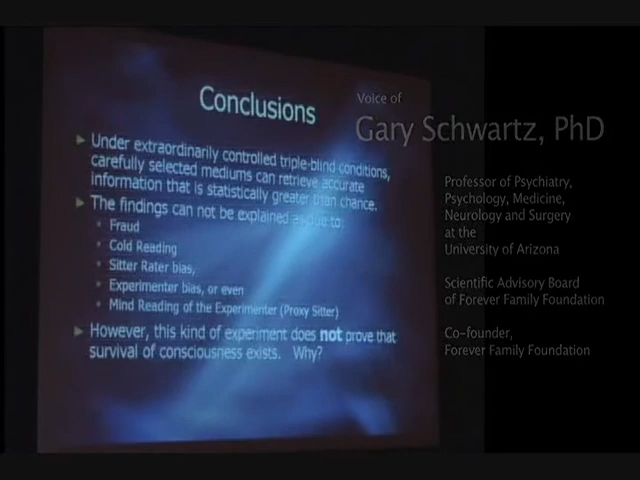 Conclusions
Under extraordinarily controlled triple-blind conditions,
carefully selected mediums can retrieve accurate
information that is statistically greater than chance.
The findings can not be explained as due to:
Fraud
Cold Reading
Sitter Rater bias,
Experimenter bias, or even
Mind Reading of the Experimenter (Proxy Sitter)
However, this kind of experiment does not prove that
survival of consciousness exists. Why?
Voice of
Gary Schwartz, PhD
Professor of Psychiatry,
Psychology, Medicine,
Neurology and Surgery
at the
University of Arizona
Scientific Advisory Board
of Forever Family Foundation
Co-founder,
Forever Family Foundation